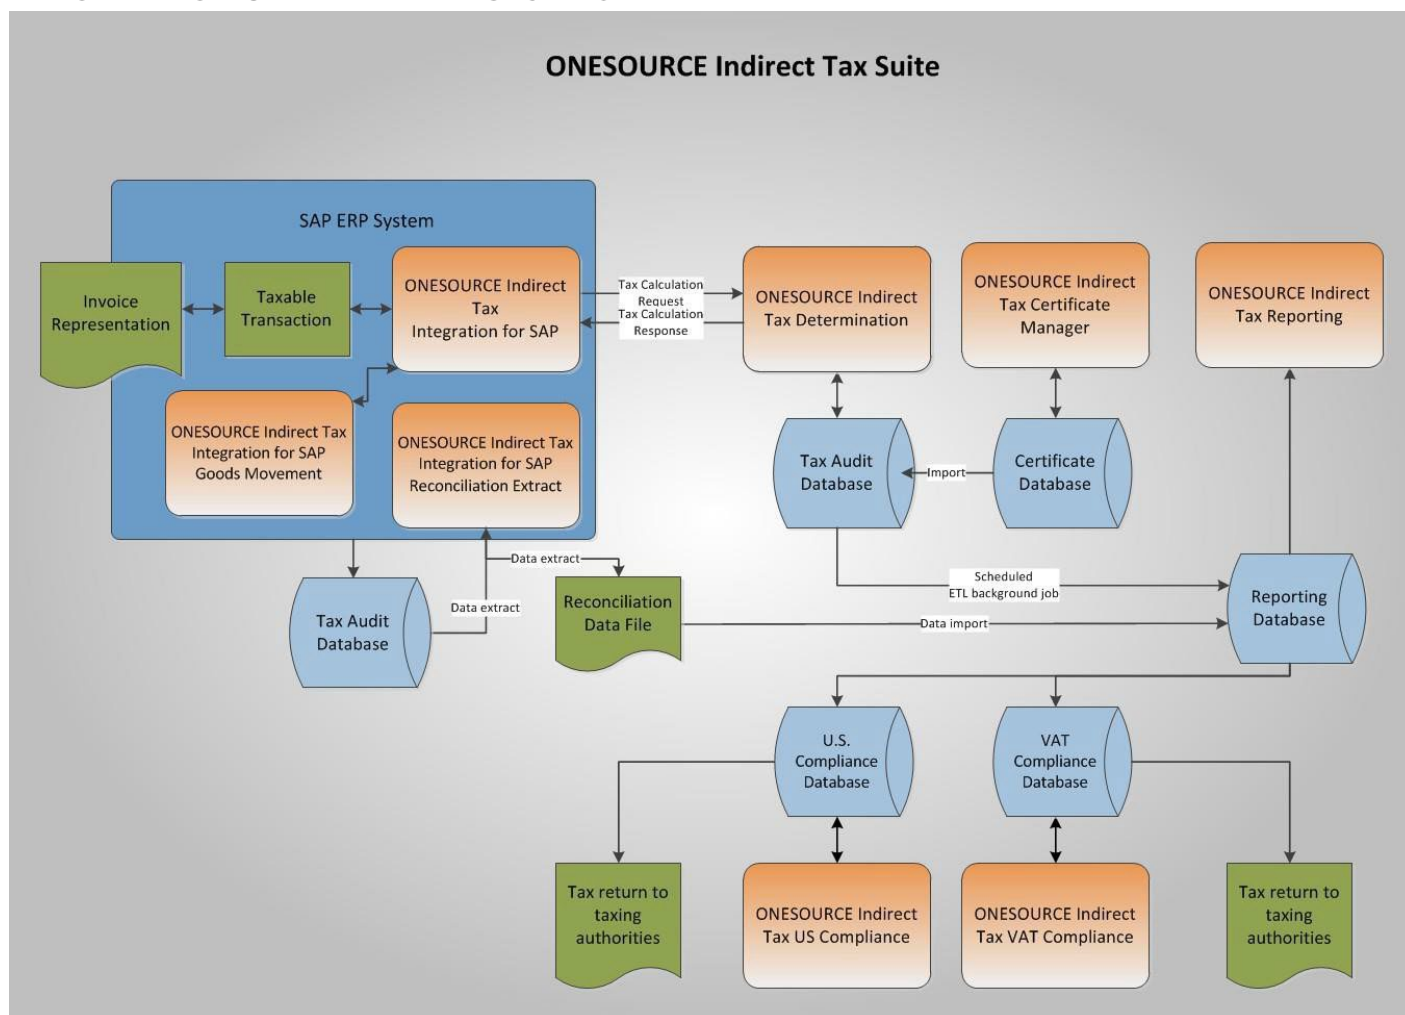 ONESOURCE Indirect Tax Suite
SAP ERP System
Invoice
Representation
Taxable
Transaction
ONESOURCE Indirect
Tax
Integration for SAP
Tax Calculation
Request
Tax Calculation
Response
ONESOURCE Indirect
Tax Determination
ONESOURCE Indirect
Tax Certificate
Manager
ONESOURCE Indirect
Tax Reporting
ONESOURCE Indirect Tax
Integration for SAP
Goods Movement
ONESOURCE Indirect Tax
Integration for SAP
Reconciliation Extract
Tax Audit
Database
Import
Certificate
Database
Data extract
Scheduled
ETL background job
Reporting
Database
Tax Audit
Database
Data extract
Reconciliation
Data File
Data import
U.S.
Compliance
Database
VAT
Compliance
Database
Tax return to
taxing
authorities
ONESOURCE Indirect
Tax US Compliance
ONESOURCE Indirect
Tax VAT Compliance
Tax return to
taxing
authorities